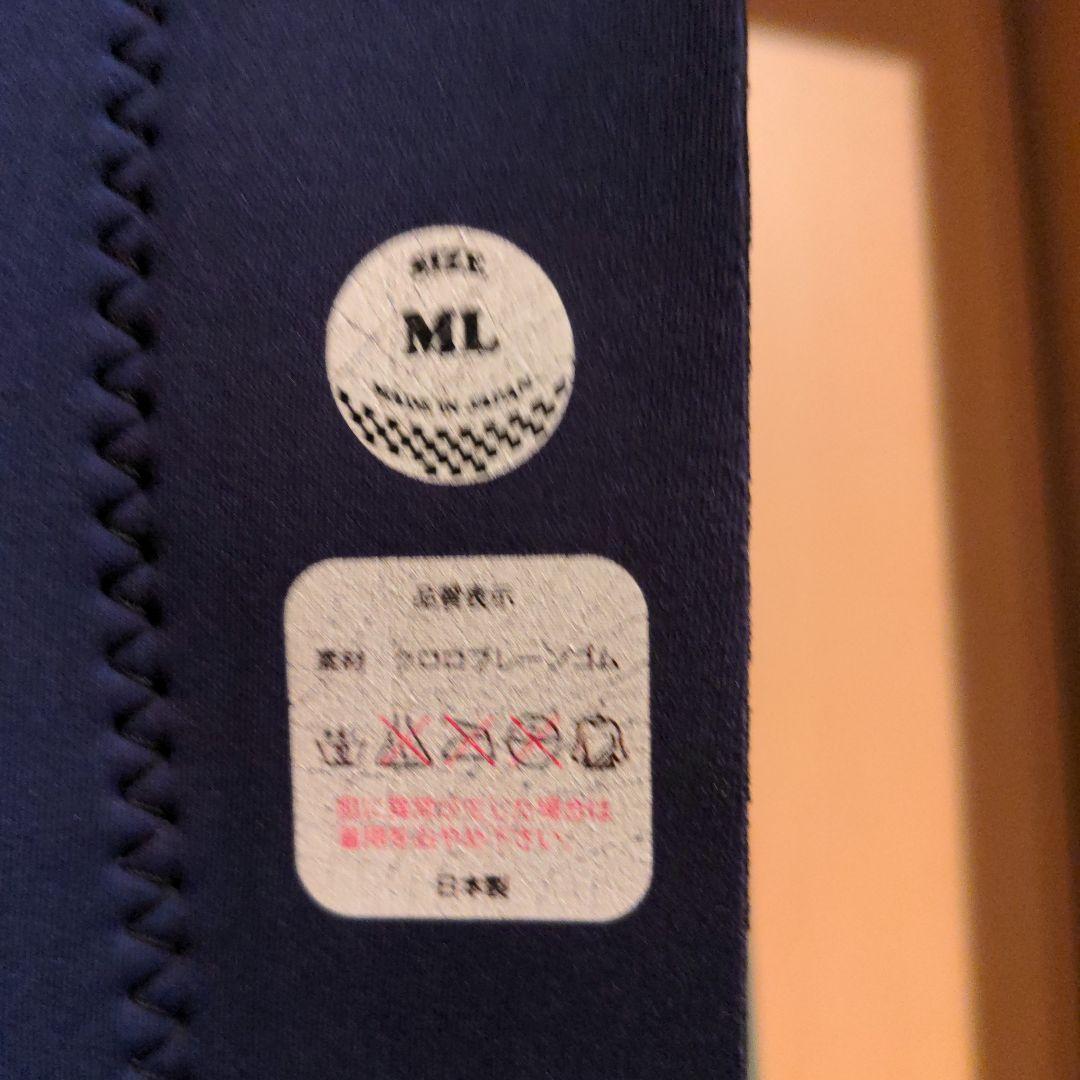 SIZE
ML
MADE IN JAPAN
品質表示
素材 クロロプレーンゴム
肌に異常が生じた場合は
着用をおやめ下さい。
日本製